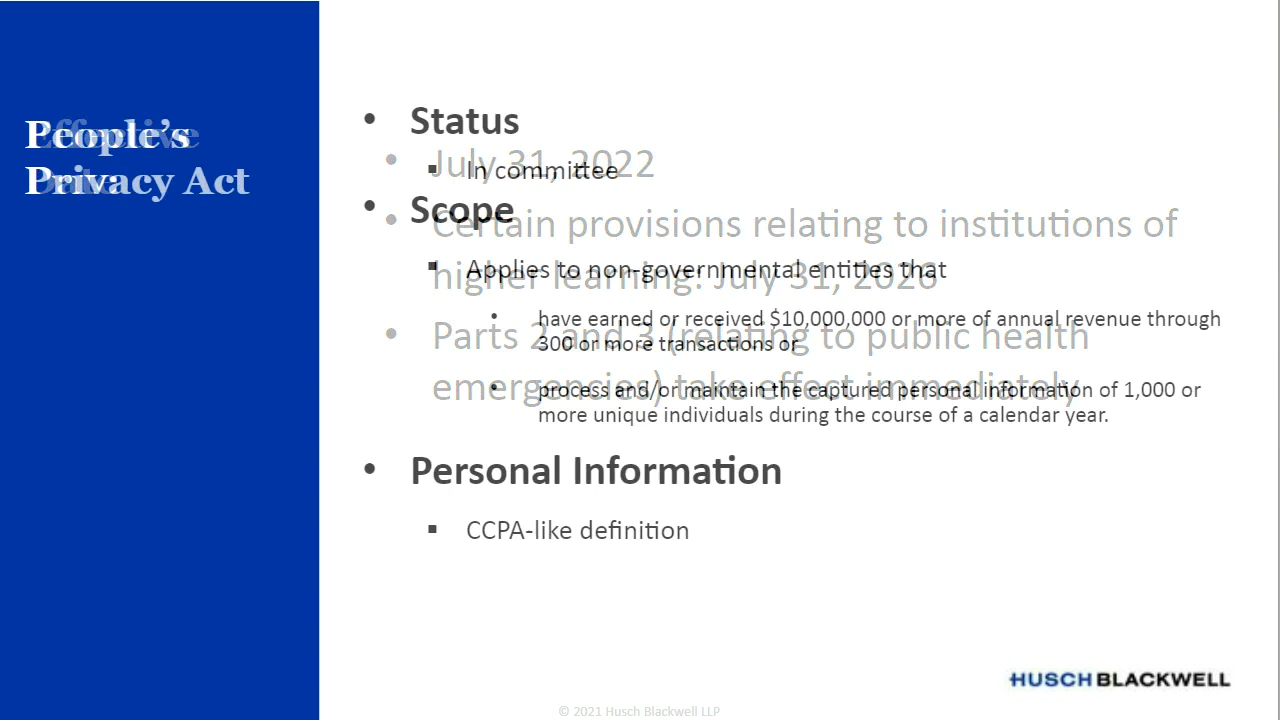 People's
Privacy Act
Effective
• Status
▪ In committee
• Scope
▪ Applies to non-governmental entities that
• have earned or received $10,000,000 or more of annual revenue through
300 or more transactions or
• process and/or maintain the captured personal information of 1,000 or
more unique individuals during the course of a calendar year.
• Personal Information
▪ CCPA-like definition
• July 31, 2022
• Certain provisions relating to institutions of
higher learning: July 31, 2026
• Parts 2 and 3 (relating to public health
emergencies) take effect immediately
HUSCH BLACKWELL
© 2021 Husch Blackwell LLP